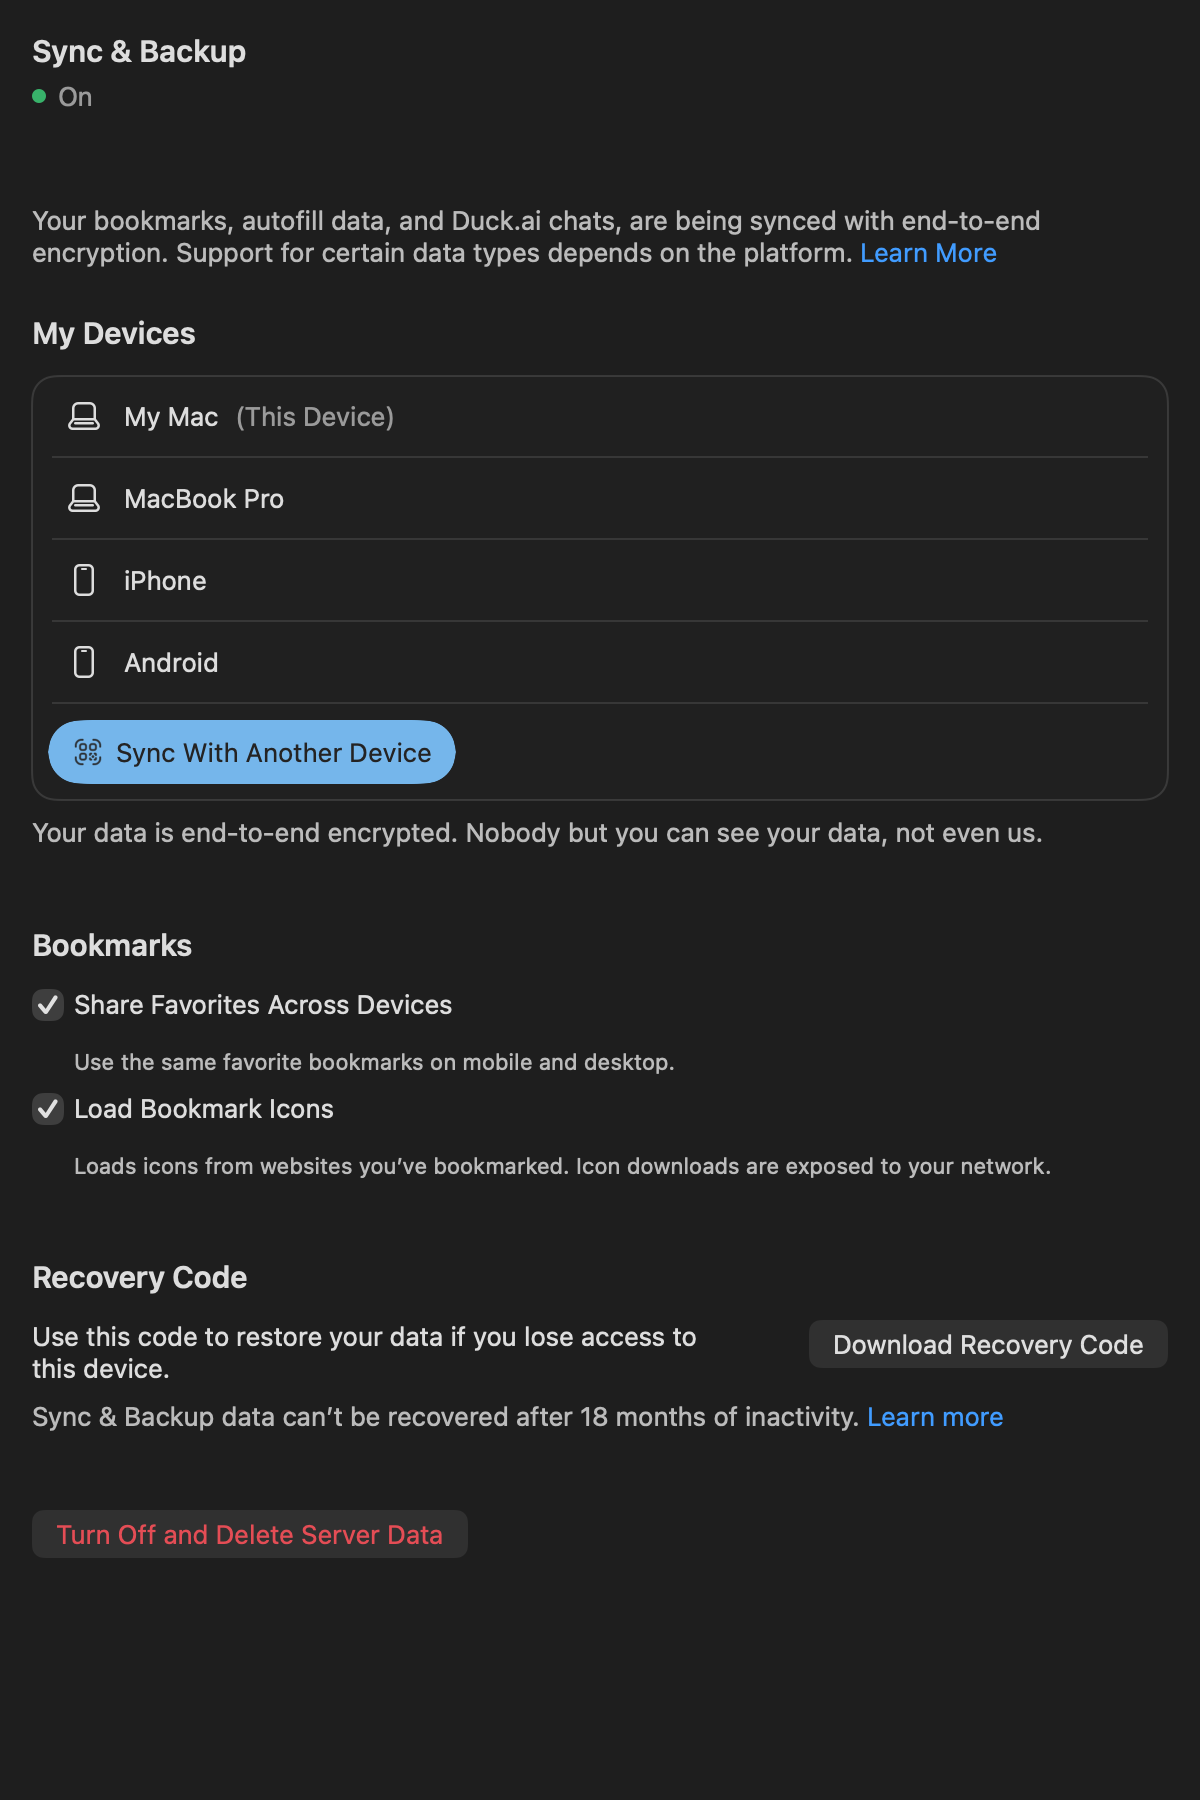 Sync & Backup
On
Your bookmarks, autofill data, and Duck.ai chats, are being synced with end-to-end
encryption. Support for certain data types depends on the platform. Learn More
My Devices
My Mac (This Device)
MacBook Pro
iPhone
Android
Sync With Another Device
Your data is end-to-end encrypted. Nobody but you can see your data, not even us.
Bookmarks
Share Favorites Across Devices
Use the same favorite bookmarks on mobile and desktop.
Load Bookmark Icons
Loads icons from websites you’ve bookmarked. Icon downloads are exposed to your network.
Recovery Code
Use this code to restore your data if you lose access to
this device.
Download Recovery Code
Sync & Backup data can’t be recovered after 18 months of inactivity. Learn more
Turn Off and Delete Server Data